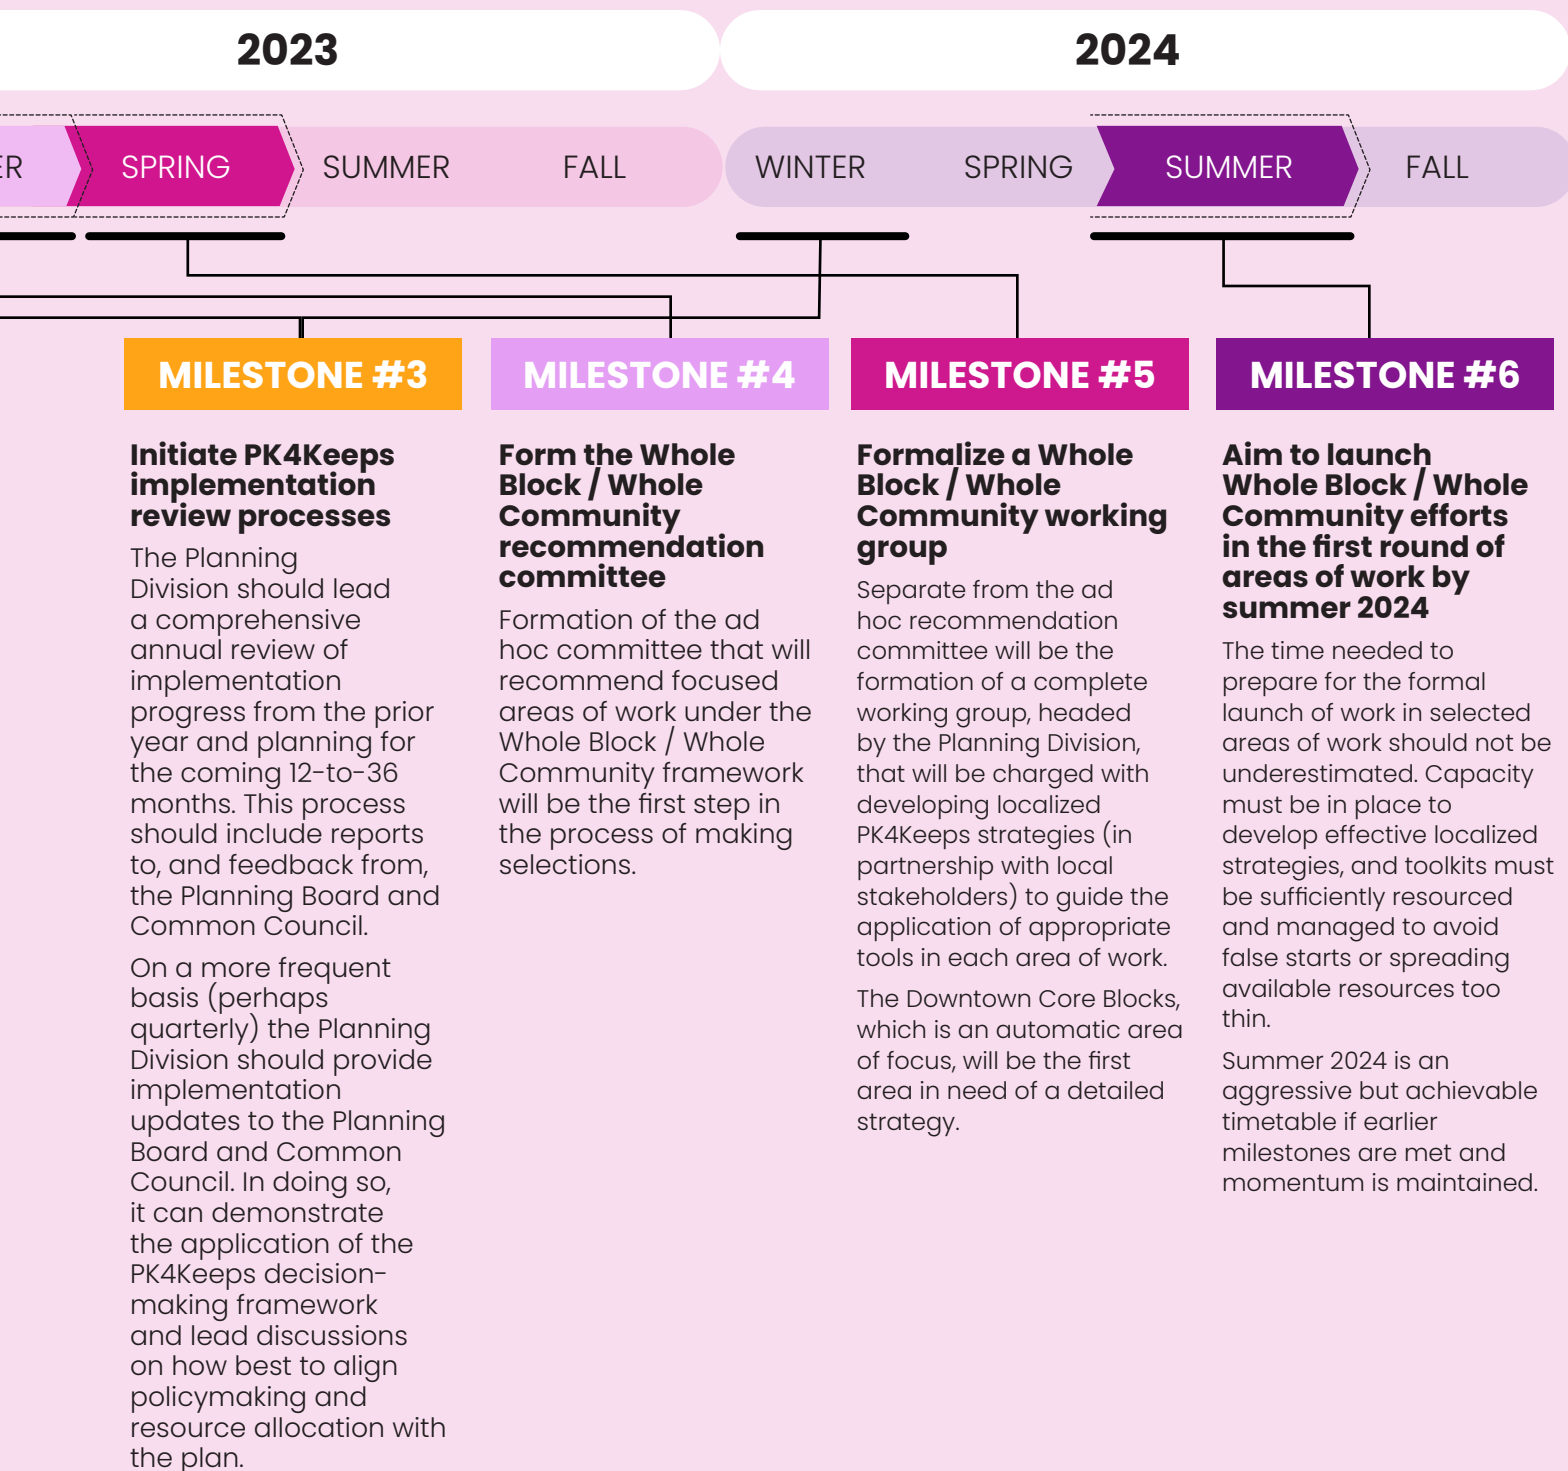 2023
2024
ER
SPRING
SUMMER
FALL
WINTER
SPRING
SUMMER
FALL
MILESTONE #3
Initiate PK4Keeps
implementation
review processes
The Planning
Division should lead
a comprehensive
annual review of
implementation
progress from the prior
year and planning for
the coming 12-to-36
months. This process
should include reports
to, and feedback from,
the Planning Board and
Common Council.
On a more frequent
basis (perhaps
quarterly) the Planning
Division should provide
implementation
updates to the Planning
Board and Common
Council. In doing so,
it can demonstrate
the application of the
PK4Keeps decision-
making framework
and lead discussions
on how best to align
policymaking and
resource allocation with
the plan.
MILESTONE #4
Form the Whole
Block / Whole
Community
recommendation
committee
Formation of the ad
hoc committee that will
recommend focused
areas of work under the
Whole Block / Whole
Community framework
will be the first step in
the process of making
selections.
MILESTONE #5
Formalize a Whole
Block / Whole
Community working
group
Separate from the ad
hoc recommendation
committee will be the
formation of a complete
working group, headed
by the Planning Division,
that will be charged with
developing localized
PK4Keeps strategies (in
partnership with local
stakeholders) to guide the
application of appropriate
tools in each area of work.
The Downtown Core Blocks,
which is an automatic area
of focus, will be the first
area in need of a detailed
strategy.
MILESTONE #6
Aim to launch
Whole Block / Whole
Community efforts
in the first round of
areas of work by
summer 2024
The time needed to
prepare for the formal
launch of work in selected
areas of work should not be
underestimated. Capacity
must be in place to
develop effective localized
strategies, and toolkits must
be sufficiently resourced
and managed to avoid
false starts or spreading
available resources too
thin.
Summer 2024 is an
aggressive but achievable
timetable if earlier
milestones are met and
momentum is maintained.